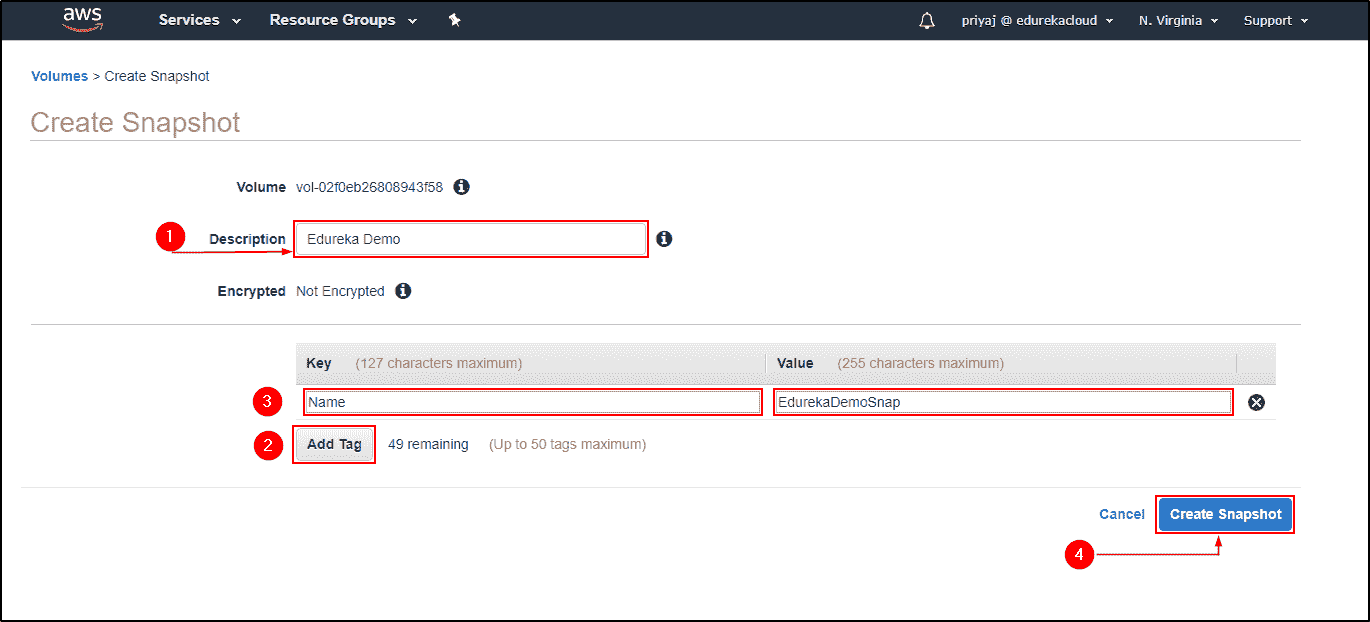 aws Services Resource Groups priyaj @ edurekacloud N. Virginia Support
Volumes > Create Snapshot
Create Snapshot
Volume vol-02f0eb26808943f58
1 Description Edureka Demo
Encrypted Not Encrypted
Key (127 characters maximum) Value (255 characters maximum)
3 Name EdurekaDemoSnap
2 Add Tag 49 remaining (Up to 50 tags maximum)
Cancel Create Snapshot
4